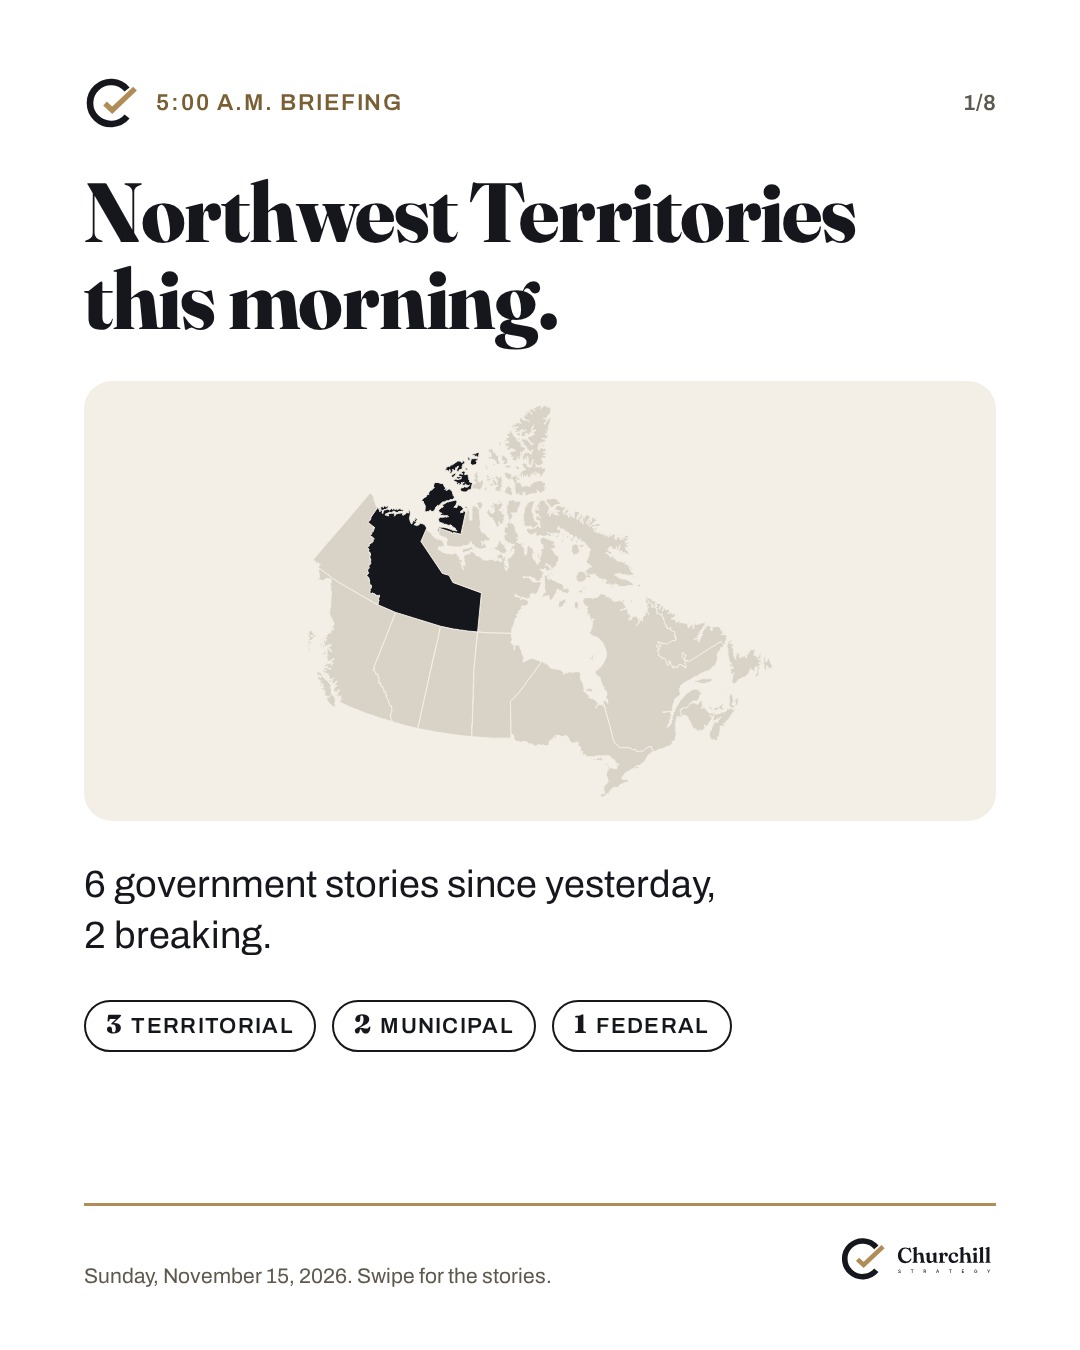 5:00 A.M. BRIEFING
1/8
Northwest Territories
this morning.
6 government stories since yesterday,
2 breaking.
3 TERRITORIAL
2 MUNICIPAL
1 FEDERAL
Sunday, November 15, 2026. Swipe for the stories.
Churchill
STRATEGY